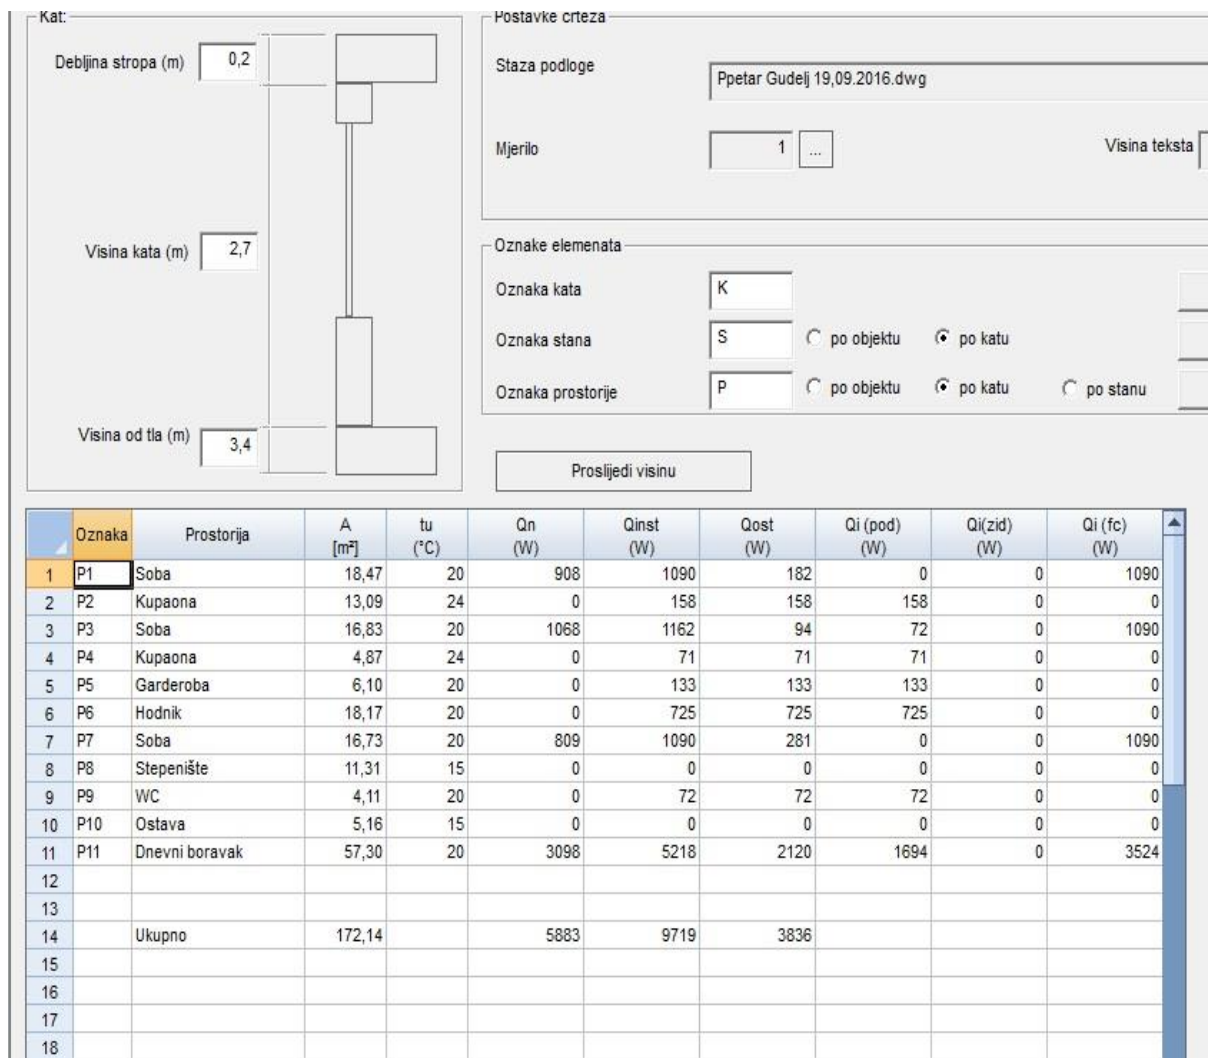 Kat:
Debljina stropa (m) 0,2
Visina kata (m) 2,7
Visina od tla (m) 3,4
Postavke crteza
Staza podloge Ppetar Gudelj 19,09.2016.dwg
Mjerilo 1 ... Visina teksta
Oznake elemenata
Oznaka kata K
Oznaka stana S po objektu po katu
Oznaka prostorije P po objektu po katu po stanu
Proslijedi visinu
Oznaka Prostorija A [m²] tu (°C) Qn (W) Qinst (W) Qost (W) Qi (pod) (W) Qi(zid) (W) Qi (fc) (W)
1 P1 Soba 18,47 20 908 1090 182 0 0 1090
2 P2 Kupaona 13,09 24 0 158 158 158 0 0
3 P3 Soba 16,83 20 1068 1162 94 72 0 1090
4 P4 Kupaona 4,87 24 0 71 71 71 0 0
5 P5 Garderoba 6,10 20 0 133 133 133 0 0
6 P6 Hodnik 18,17 20 0 725 725 725 0 0
7 P7 Soba 16,73 20 809 1090 281 0 0 1090
8 P8 Stepenište 11,31 15 0 0 0 0 0 0
9 P9 WC 4,11 20 0 72 72 72 0 0
10 P10 Ostava 5,16 15 0 0 0 0 0 0
11 P11 Dnevni boravak 57,30 20 3098 5218 2120 1694 0 3524
12
13
14 Ukupno 172,14 5883 9719 3836
15
16
17
18